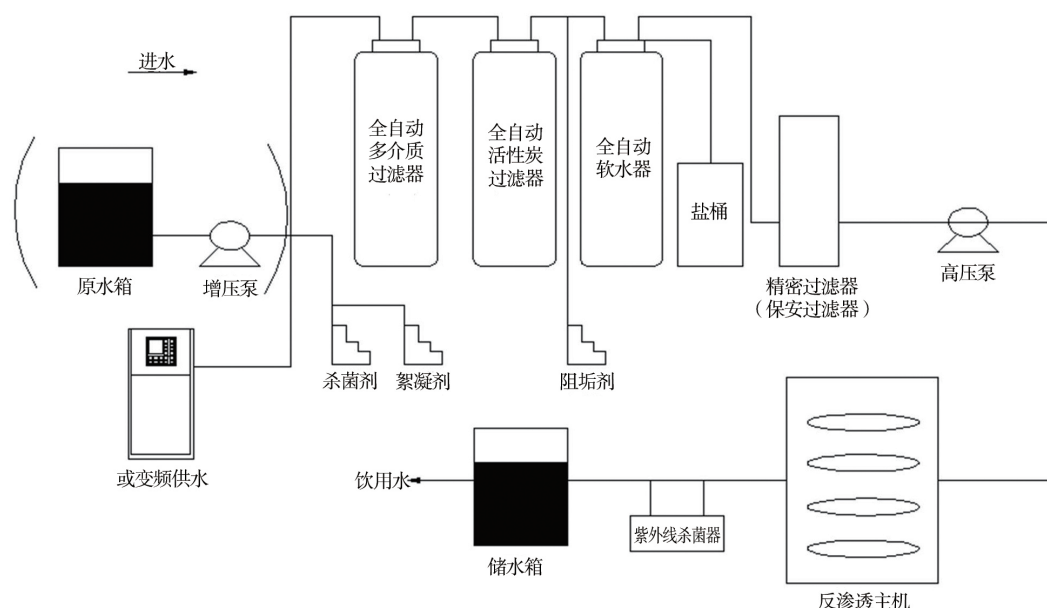 进水
全自动
多介质
过滤器
全自动
活性炭
过滤器
全自动
软水器
盐桶
原水箱
增压泵
精密过滤器
（保安过滤器）
高压泵
杀菌剂
絮凝剂
阻垢剂
或变频供水
饮用水
储水箱
紫外线杀菌器
反渗透主机